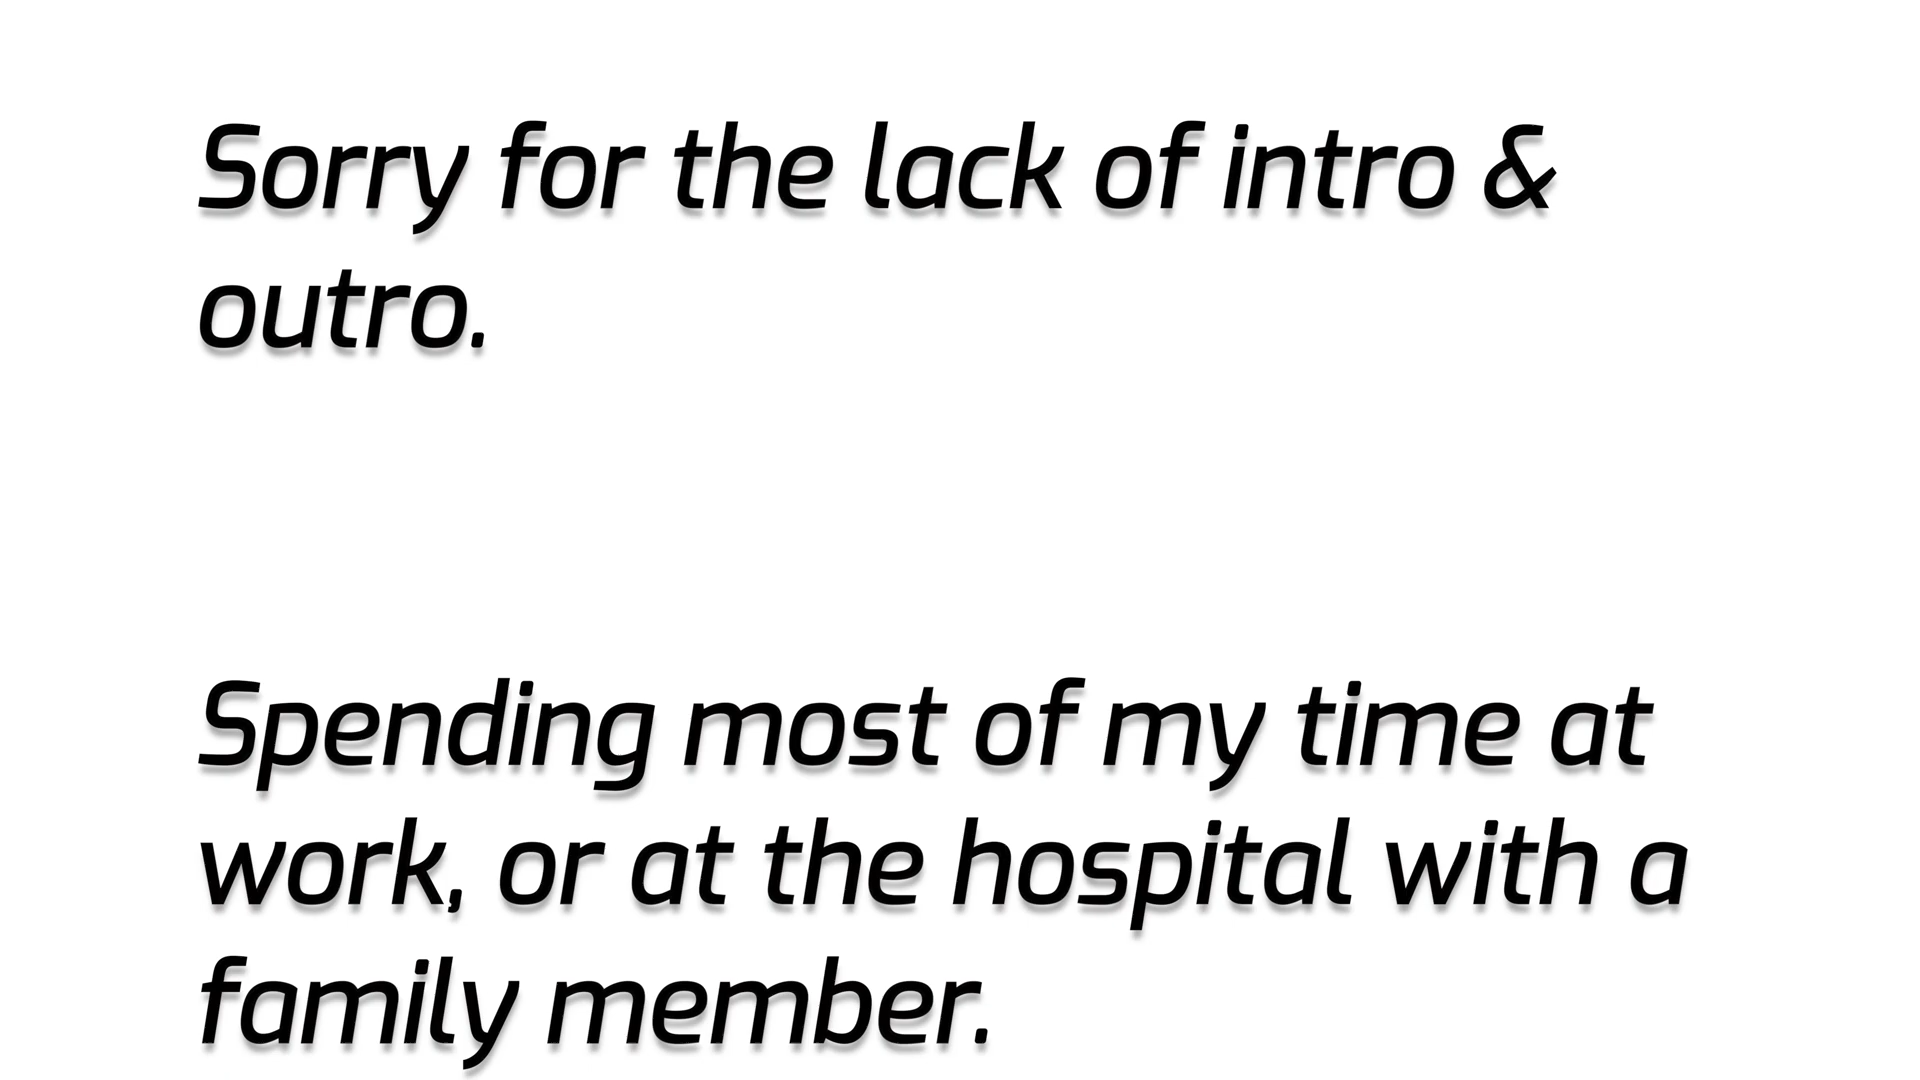 Sorry for the lack of intro &
outro.
Spending most of my time at
work, or at the hospital with a
family member.